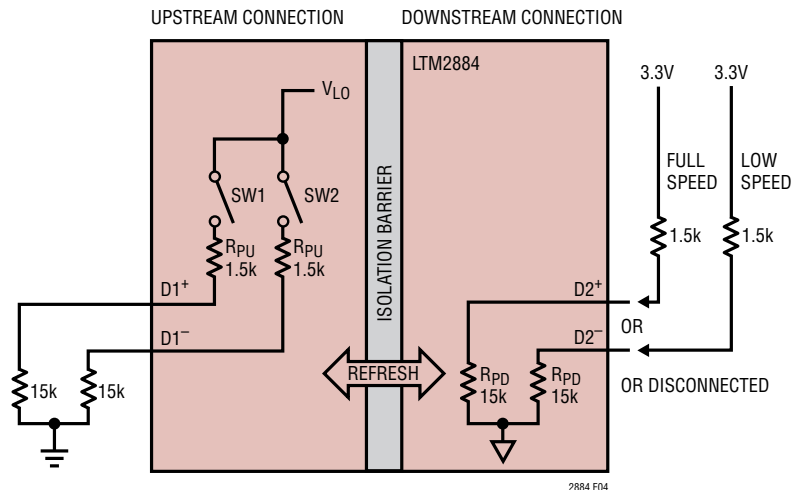 UPSTREAM CONNECTION
DOWNSTREAM CONNECTION
LTM2884
VLO
SW1
SW2
RPU
1.5k
RPU
1.5k
D1+
D1−
15k
15k
ISOLATION BARRIER
REFRESH
3.3V
3.3V
FULL
SPEED
LOW
SPEED
1.5k
1.5k
D2+
OR
D2−
RPD
15k
RPD
15k
OR DISCONNECTED
2884 F04